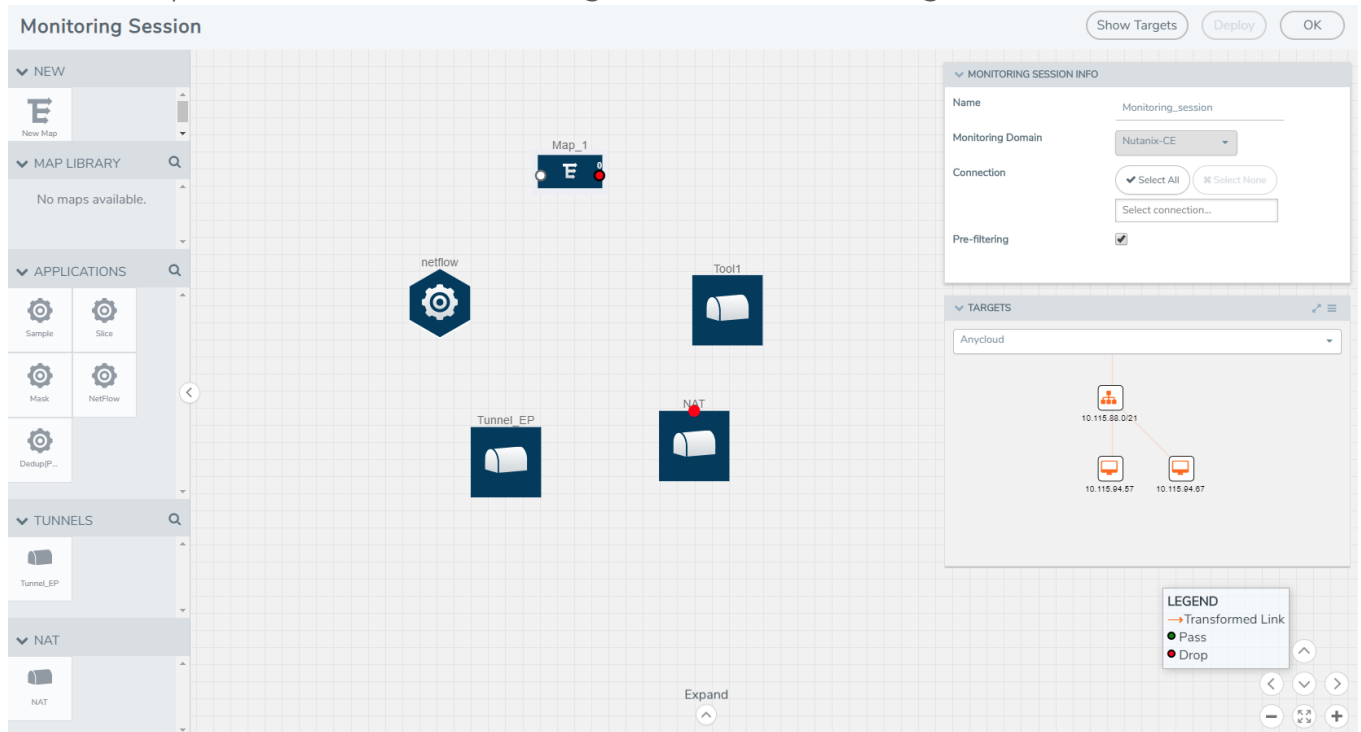 Monitoring Session
Show Targets
Deploy
OK
NEW
New Map
MAP LIBRARY
No maps available.
APPLICATIONS
Sample
Slice
Mask
NetFlow
Dedup(P...
TUNNELS
Tunnel_EP
NAT
NAT
Map_1
0
netflow
Tool1
Tunnel_EP
NAT
Expand
MONITORING SESSION INFO
Name
Monitoring_session
Monitoring Domain
Nutanix-CE
Connection
Select All
Select None
Select connection...
Pre-filtering
TARGETS
Anycloud
10.115.88.0/21
10.115.94.57
10.115.94.67
LEGEND
Transformed Link
Pass
Drop